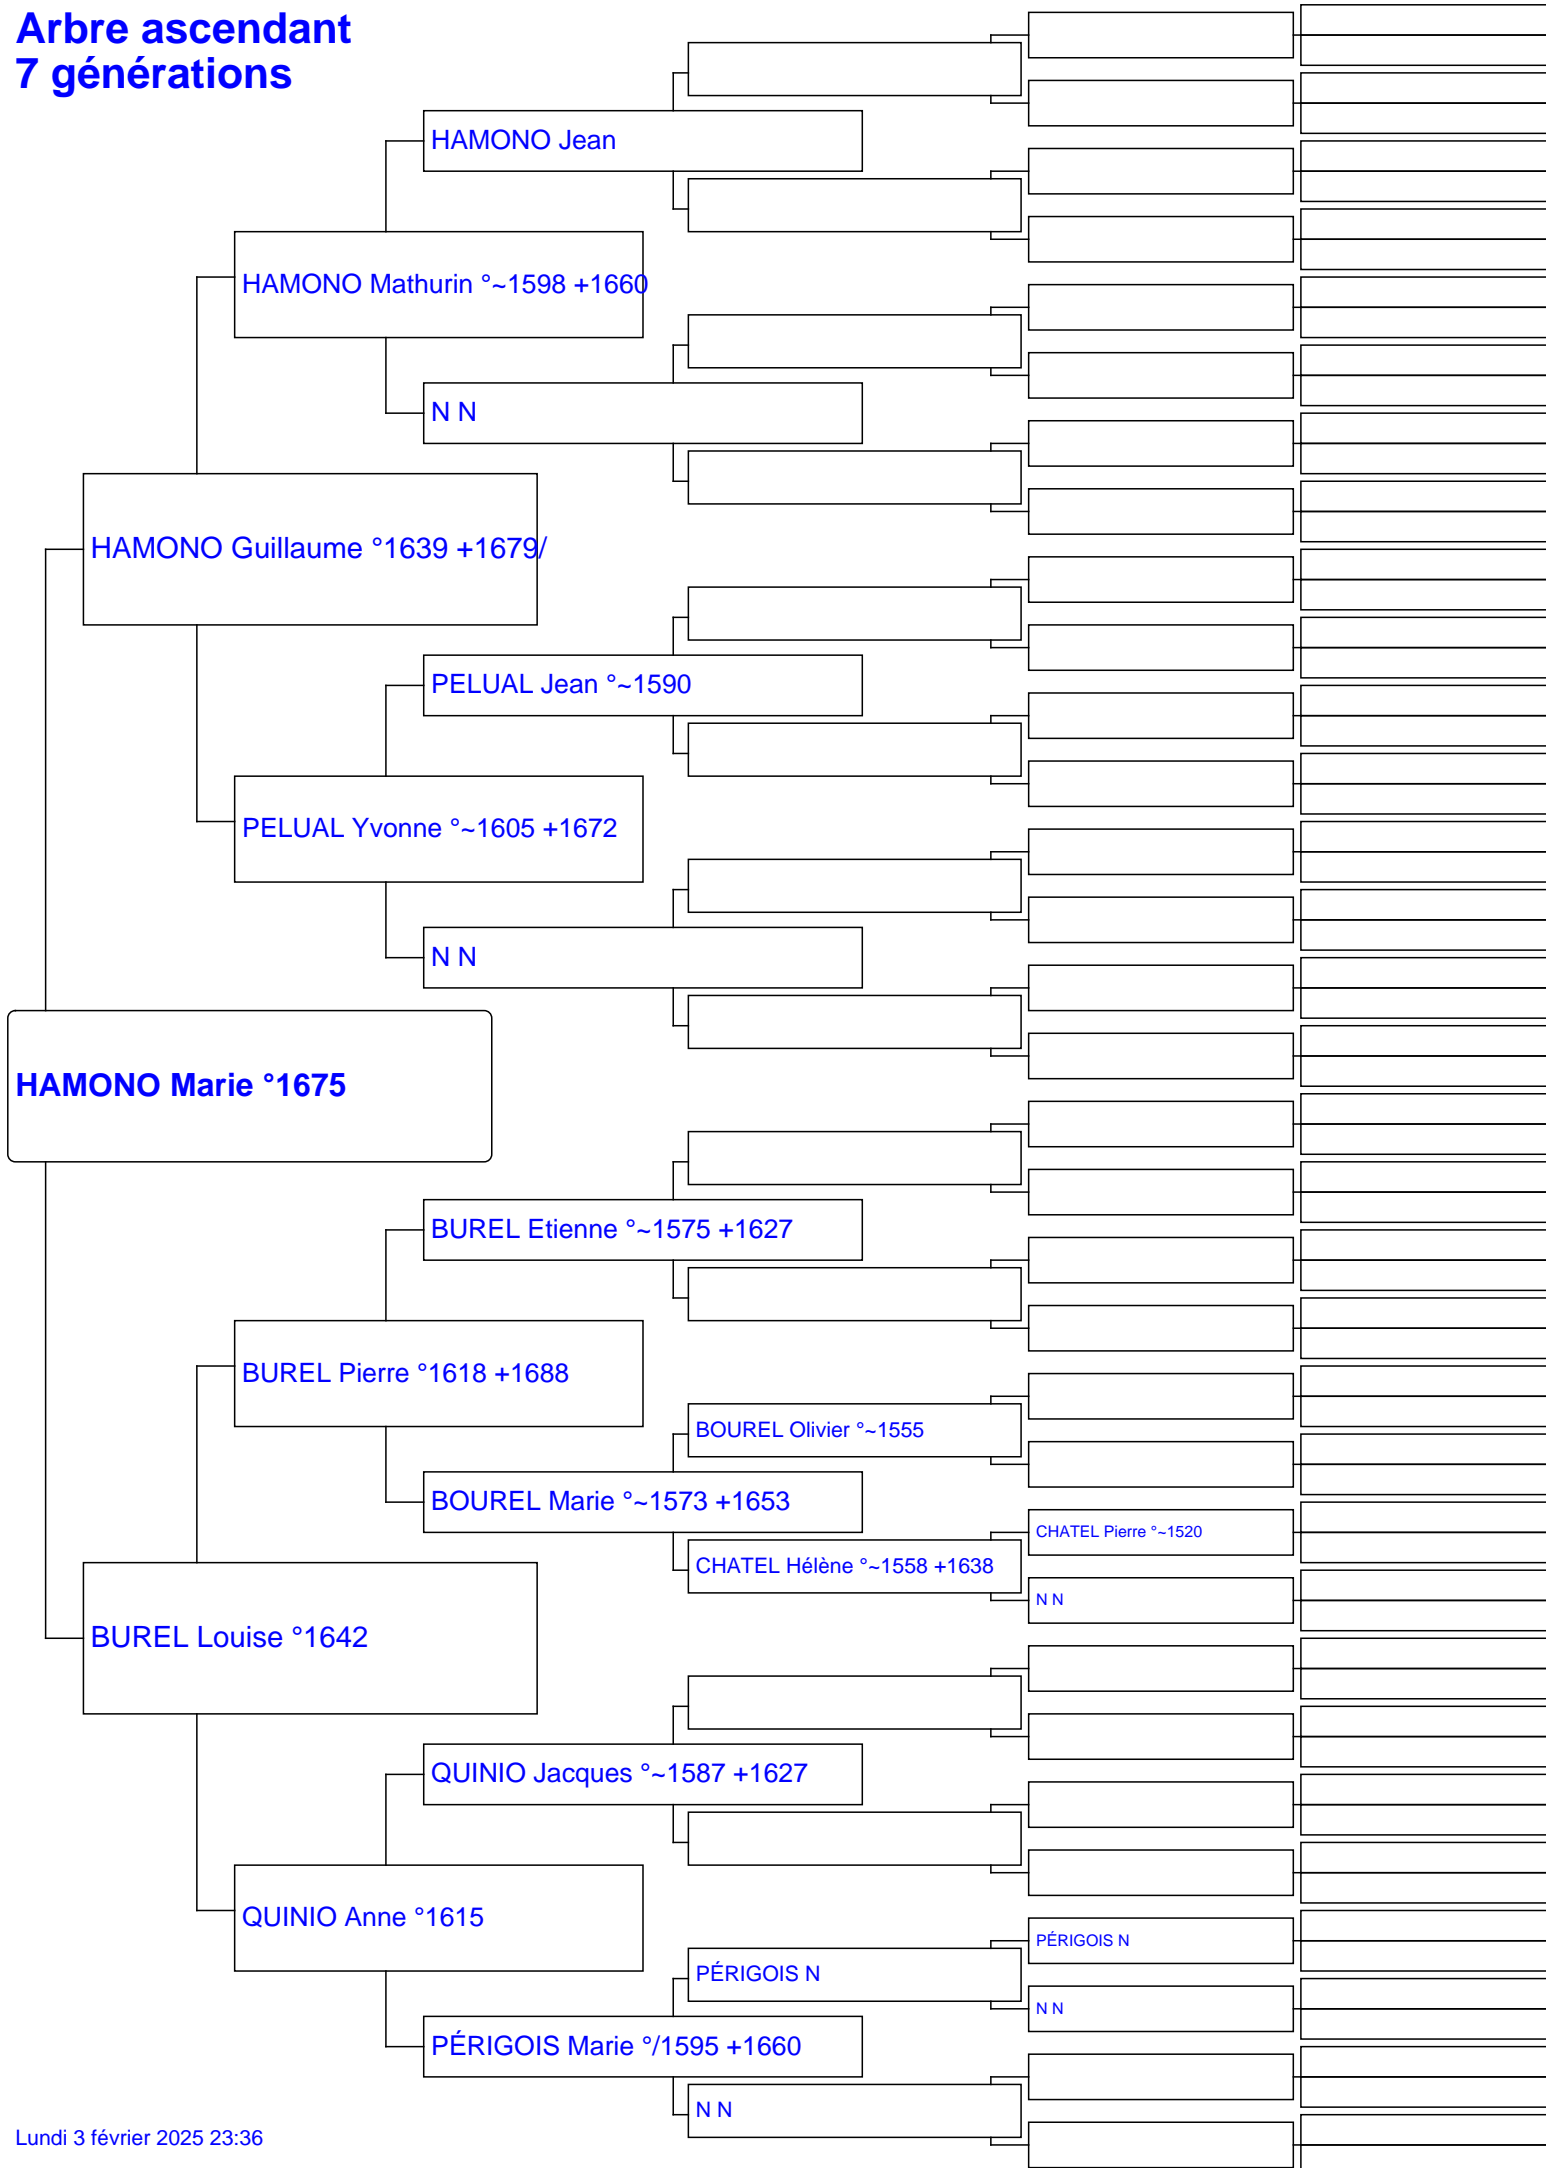 Arbre ascendant
7 générations
HAMONO Jean
HAMONO Mathurin °~1598 +1660
N N
HAMONO Guillaume °1639 +1679/
PELUAL Jean °~1590
PELUAL Yvonne °~1605 +1672
N N
HAMONO Marie °1675
BUREL Etienne °~1575 +1627
BUREL Pierre °1618 +1688
BOUREL Olivier °~1555
BOUREL Marie °~1573 +1653
CHATEL Pierre °~1520
CHATEL Hélène °~1558 +1638
N N
BUREL Louise °1642
QUINIO Jacques °~1587 +1627
QUINIO Anne °1615
PÉRIGOIS N
PÉRIGOIS N
N N
PÉRIGOIS Marie °/1595 +1660
N N
Lundi 3 février 2025 23:36